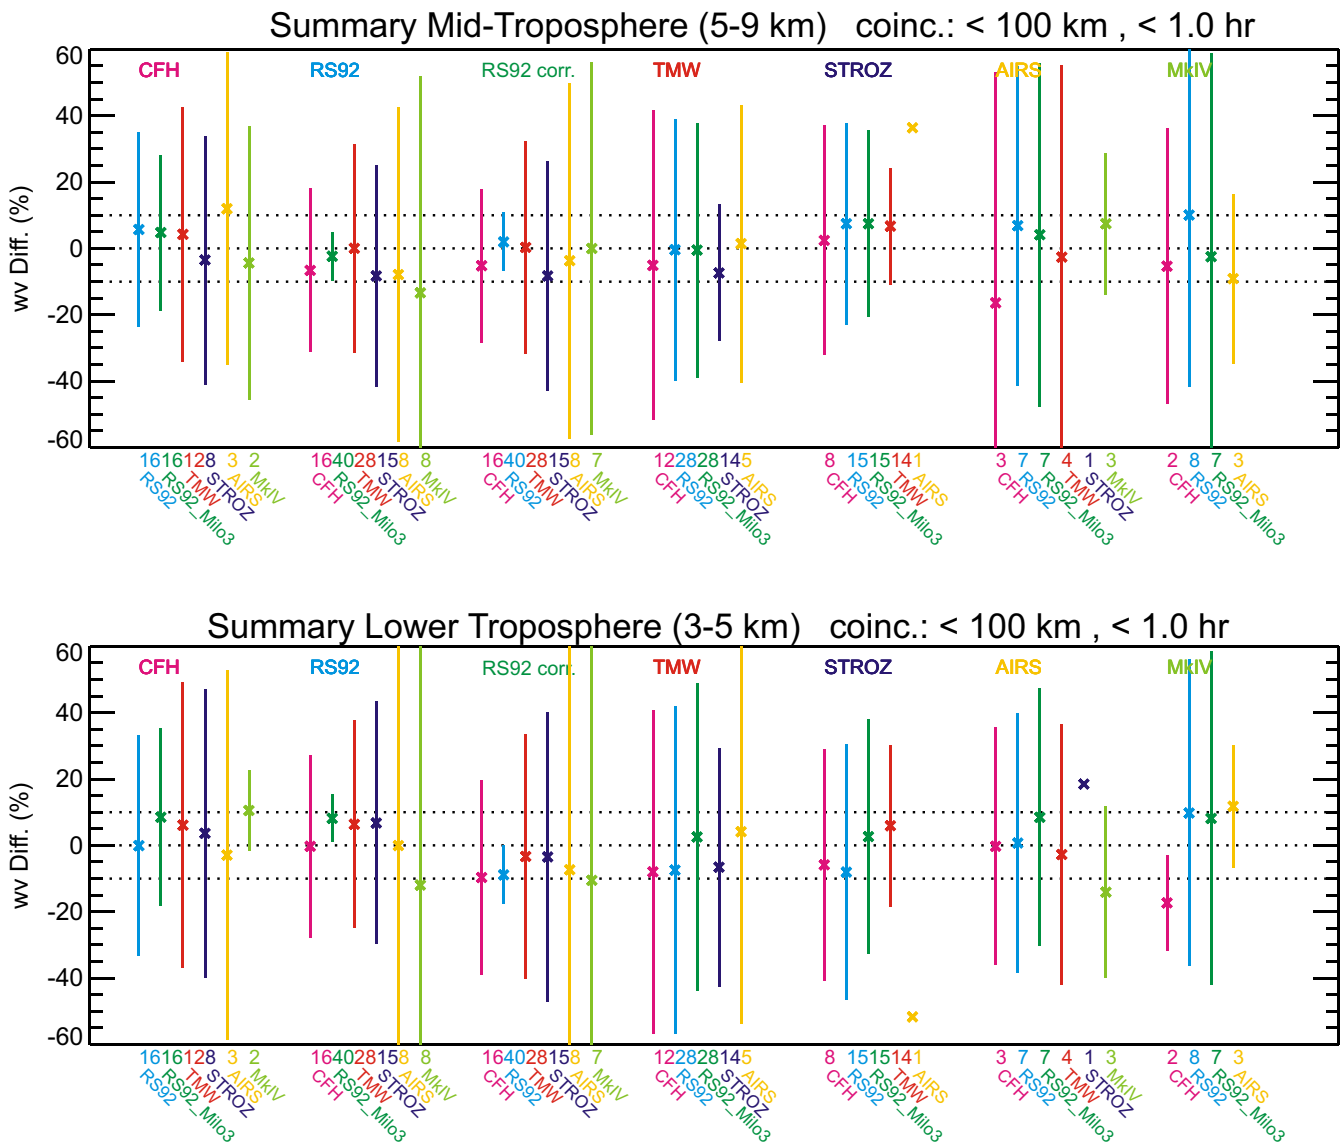 Summary Mid-Troposphere (5-9 km) coinc.: < 100 km , < 1.0 hr
60
40
20
0
-20
-40
-60
wv Diff. (%)
CFH RS92 RS92 corr. TMW STROZ AIRS MkIV
16 16 12 8 3 2 16 40 28 15 8 8 16 40 28 15 8 7 12 28 28 14 5 8 15 15 14 1 3 7 7 4 1 3 2 8 7 3
RS92 RS92_Milo3 TMW STROZ AIRS MkIV CFH RS92_Milo3 TMW STROZ AIRS MkIV CFH RS92 TMW STROZ AIRS MkIV CFH RS92 RS92_Milo3 STROZ AIRS CFH RS92 RS92_Milo3 TMW AIRS CFH RS92 RS92_Milo3 TMW STROZ MkIV CFH RS92 RS92_Milo3 AIRS
Summary Lower Troposphere (3-5 km) coinc.: < 100 km , < 1.0 hr
60
40
20
0
-20
-40
-60
wv Diff. (%)
CFH RS92 RS92 corr. TMW STROZ AIRS MkIV
16 16 12 8 3 2 16 40 28 15 8 8 16 40 28 15 8 7 12 28 28 14 5 8 15 15 14 1 3 7 7 4 1 3 2 8 7 3
RS92 RS92_Milo3 TMW STROZ AIRS MkIV CFH RS92_Milo3 TMW STROZ AIRS MkIV CFH RS92 TMW STROZ AIRS MkIV CFH RS92 RS92_Milo3 STROZ AIRS CFH RS92 RS92_Milo3 TMW AIRS CFH RS92 RS92_Milo3 TMW STROZ MkIV CFH RS92 RS92_Milo3 AIRS